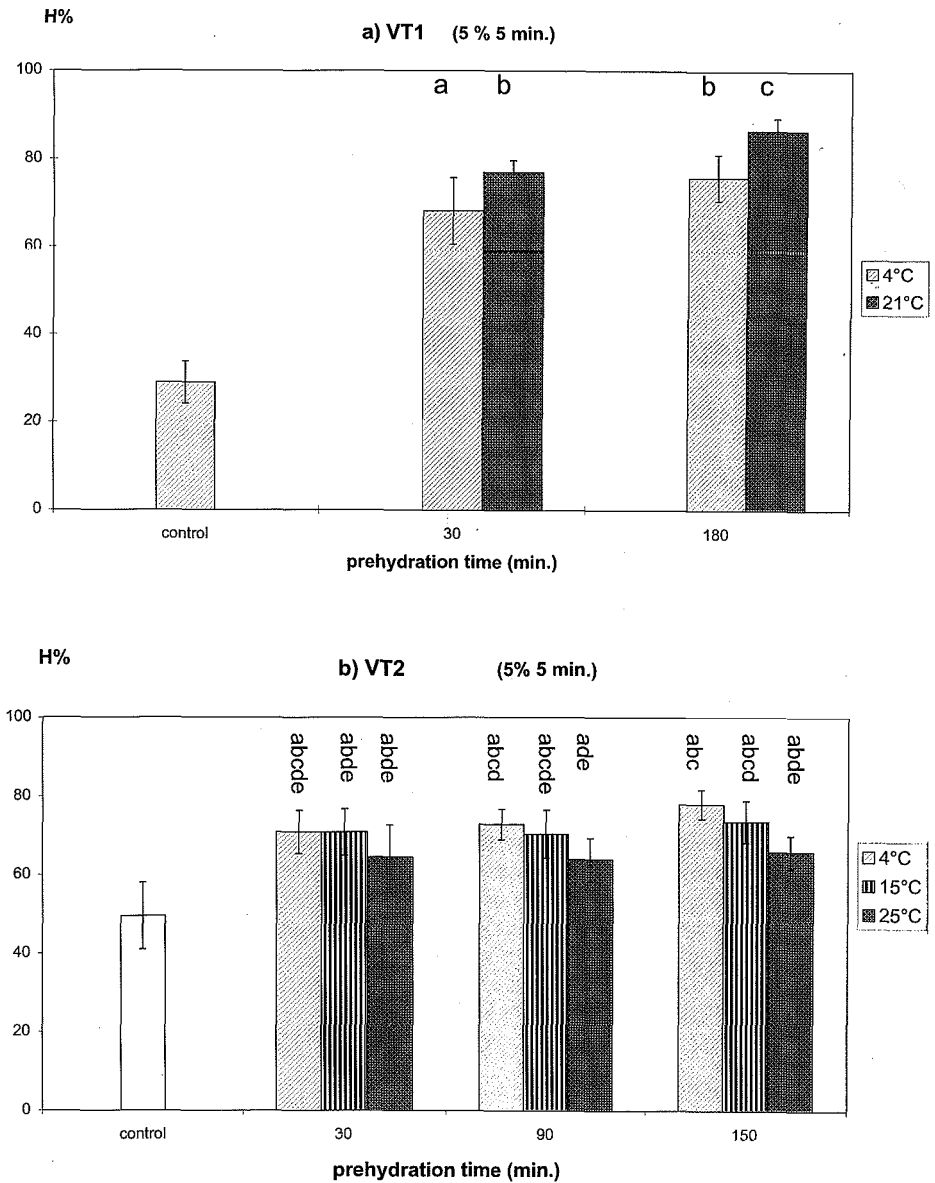 H%
a) VT1 (5 % 5 min.)
100
80
60
40
20
0
a b b c
control 30 180
prehydration time (min.)
4°C
21°C
H%
b) VT2 (5% 5 min.)
100
80
60
40
20
0
abcde abde abde abcd abcde ade abc abcd abde
control 30 90 150
prehydration time (min.)
4°C
15°C
25°C